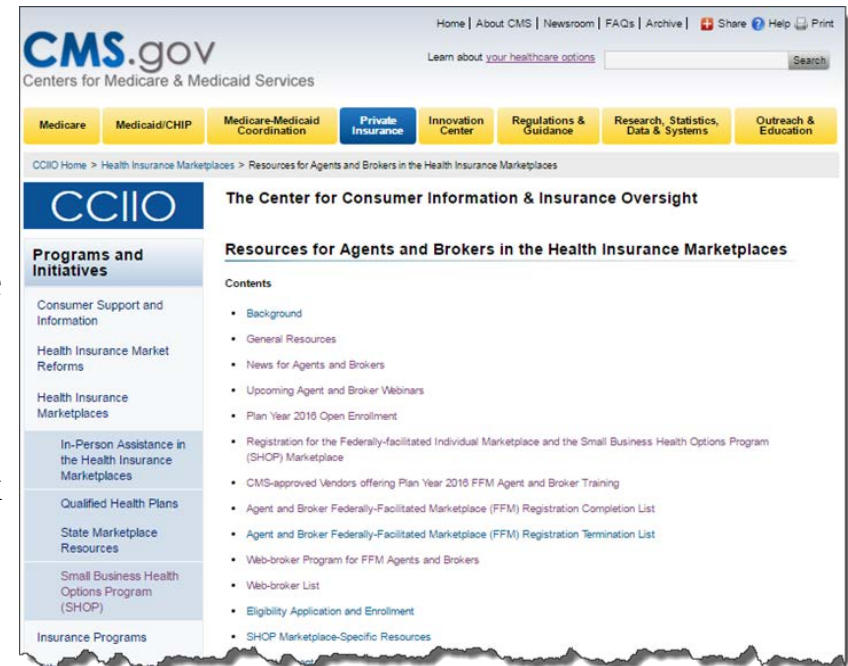 Home | About CMS | Newsroom | FAQs | Archive | Share Help Print
CMS.gov
Centers for Medicare & Medicaid Services
Learn about your healthcare options
Search
Medicare
Medicaid/CHIP
Medicare-Medicaid
Coordination
Private
Insurance
Innovation
Center
Regulations &
Guidance
Research, Statistics,
Data & Systems
Outreach &
Education
CCIIO Home > Health Insurance Marketplaces > Resources for Agents and Brokers in the Health Insurance Marketplaces
CCIIO
Programs and
Initiatives
Consumer Support and
Information
Health Insurance Market
Reforms
Health Insurance
Marketplaces
In-Person Assistance in
the Health Insurance
Marketplaces
Qualified Health Plans
State Marketplace
Resources
Small Business Health
Options Program
(SHOP)
Insurance Programs
The Center for Consumer Information & Insurance Oversight
Resources for Agents and Brokers in the Health Insurance Marketplaces
Contents
• Background
• General Resources
• News for Agents and Brokers
• Upcoming Agent and Broker Webinars
• Plan Year 2016 Open Enrollment
• Registration for the Federally-facilitated Individual Marketplace and the Small Business Health Options Program
(SHOP) Marketplace
• CMS-approved Vendors offering Plan Year 2016 FFM Agent and Broker Training
• Agent and Broker Federally-Facilitated Marketplace (FFM) Registration Completion List
• Agent and Broker Federally-Facilitated Marketplace (FFM) Registration Termination List
• Web-broker Program for FFM Agents and Brokers
• Web-broker List
• Eligibility Application and Enrollment
• SHOP Marketplace-Specific Resources